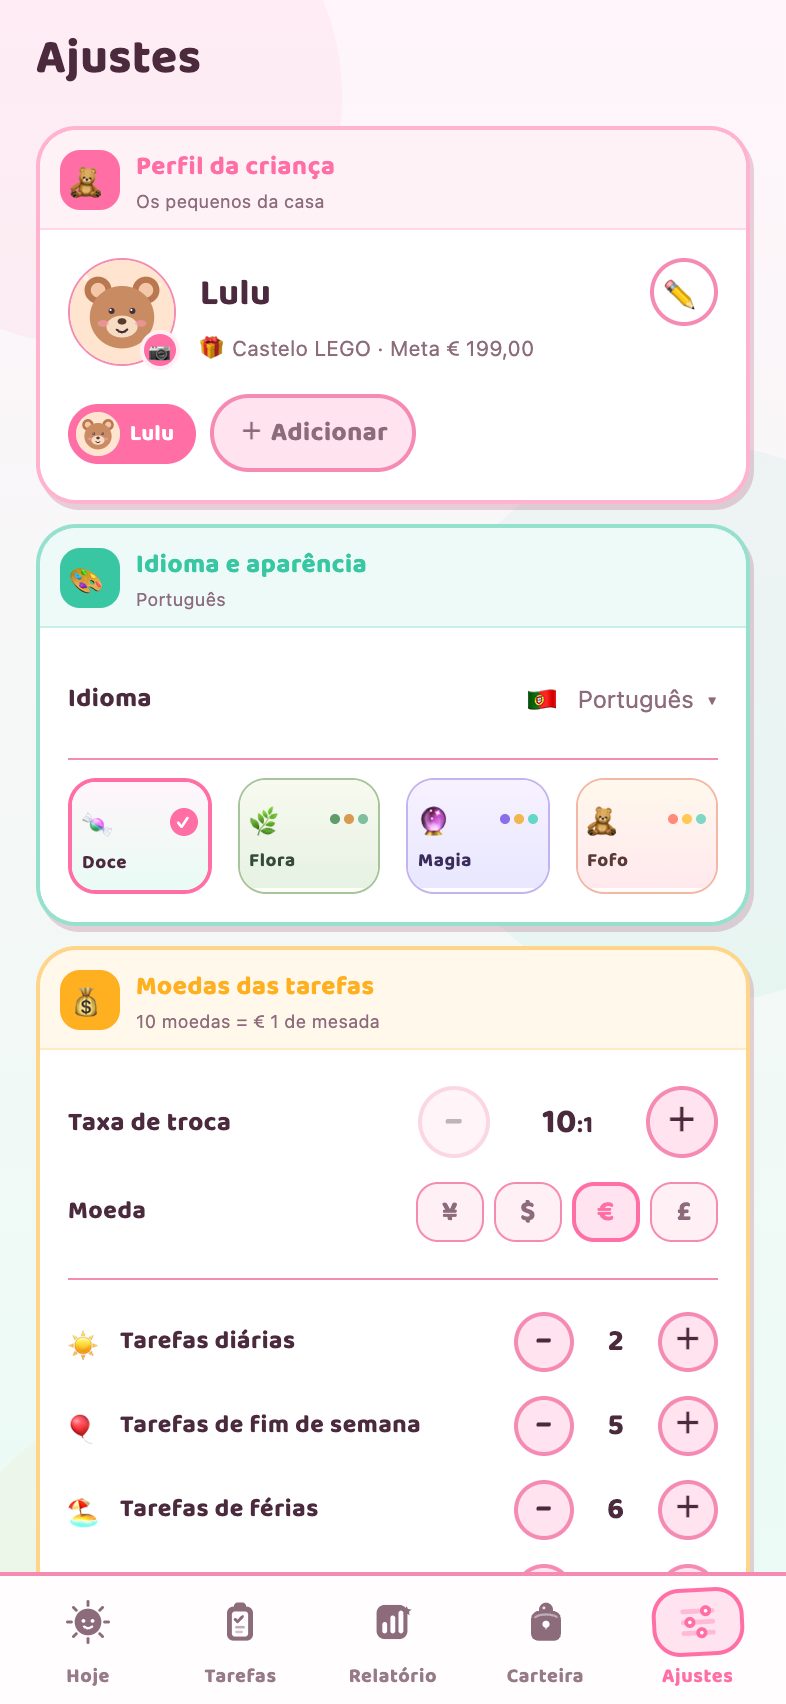 Ajustes
Perfil da criança
Os pequenos da casa
Lulu
Castelo LEGO · Meta € 199,00
Lulu
+ Adicionar
Idioma e aparência
Português
Idioma
Português ▾
Doce
Flora
Magia
Fofo
Moedas das tarefas
10 moedas = € 1 de mesada
Taxa de troca
− 10:1 +
Moeda
¥ $ € £
Tarefas diárias
− 2 +
Tarefas de fim de semana
− 5 +
Tarefas de férias
− 6 +
Hoje
Tarefas
Relatório
Carteira
Ajustes